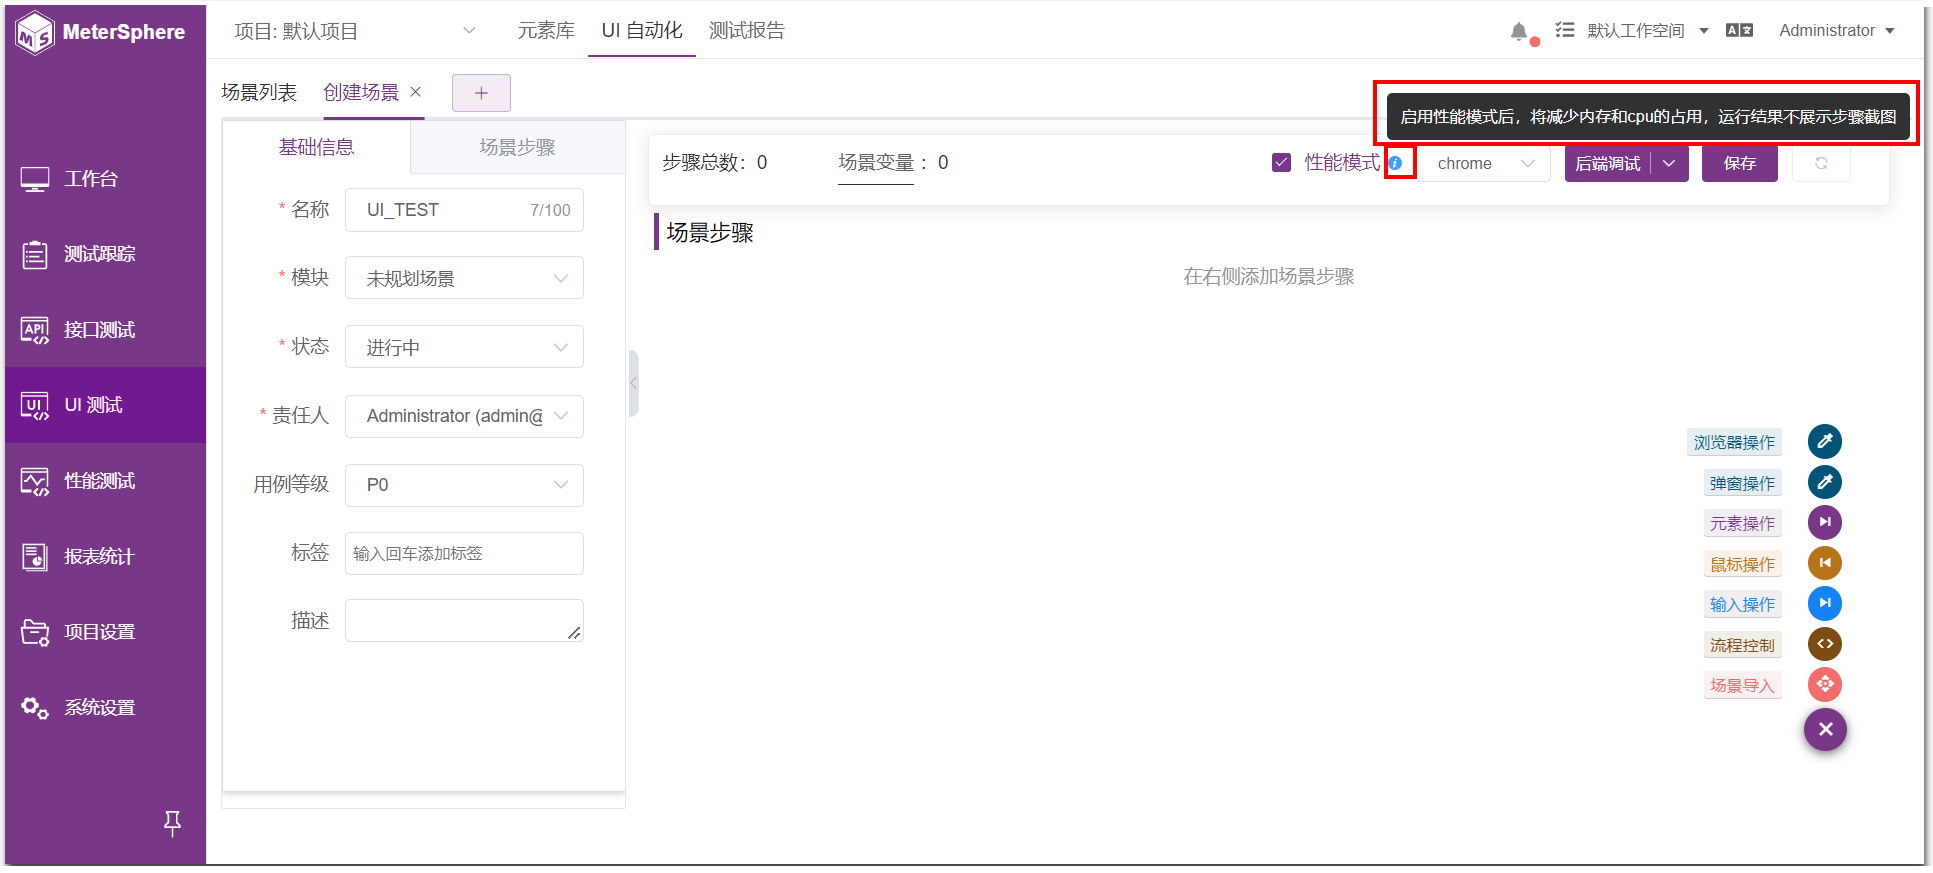 MeterSphere
项目: 默认项目
元素库
UI 自动化
测试报告
默认工作空间
Administrator
场景列表
创建场景
启用性能模式后，将减少内存和cpu的占用，运行结果不展示步骤截图
工作台
测试跟踪
接口测试
UI 测试
性能测试
报表统计
项目设置
系统设置
基础信息
场景步骤
* 名称
UI_TEST
7/100
* 模块
未规划场景
* 状态
进行中
* 责任人
Administrator (admin@
用例等级
P0
标签
输入回车添加标签
描述
步骤总数：0
场景变量 ：0
性能模式
chrome
后端调试
保存
场景步骤
在右侧添加场景步骤
浏览器操作
弹窗操作
元素操作
鼠标操作
输入操作
流程控制
场景导入